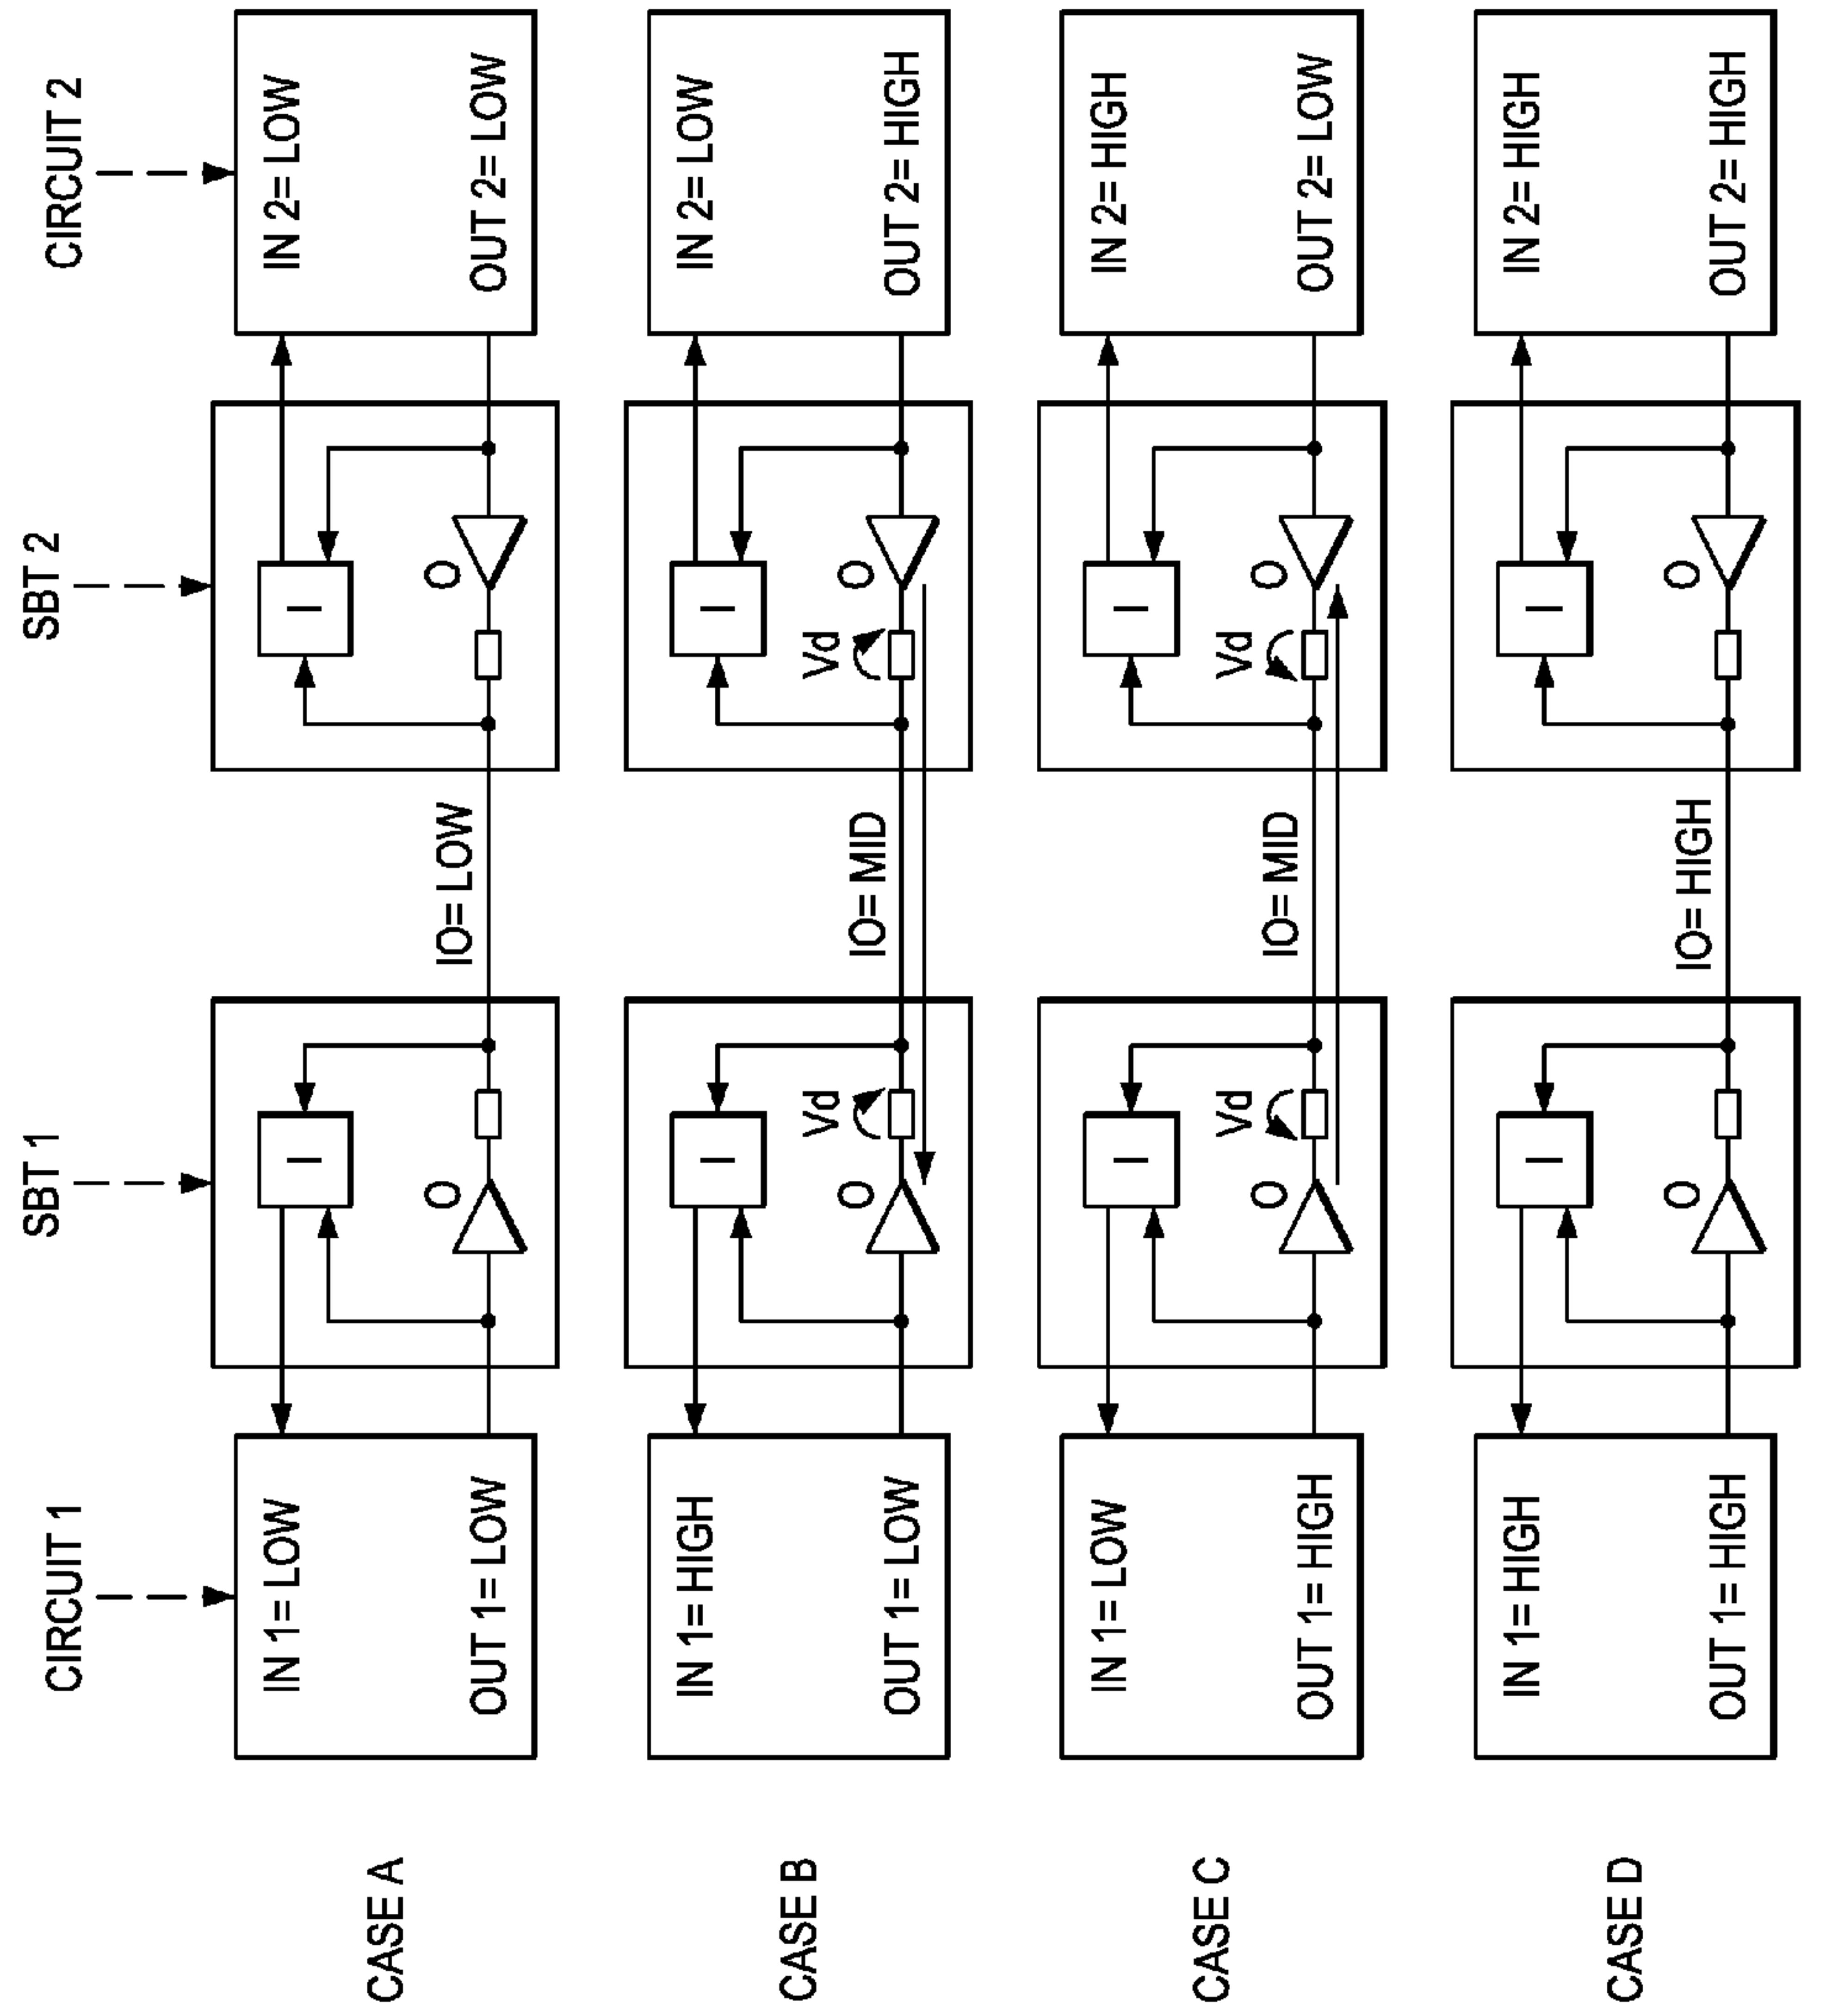 CIRCUIT 1
SBT 1
SBT 2
CIRCUIT 2
CASE A
IN 1= LOW
OUT 1= LOW
I
O
IO= LOW
I
O
IN 2= LOW
OUT 2= LOW
CASE B
IN 1= HIGH
OUT 1= LOW
I
O
Vd
IO= MID
I
O
Vd
IN 2= LOW
OUT 2= HIGH
CASE C
IN 1= LOW
OUT 1= HIGH
I
O
Vd
IO= MID
I
O
Vd
IN 2= HIGH
OUT 2= LOW
CASE D
IN 1= HIGH
OUT 1= HIGH
I
O
IO= HIGH
I
O
IN 2= HIGH
OUT 2= HIGH